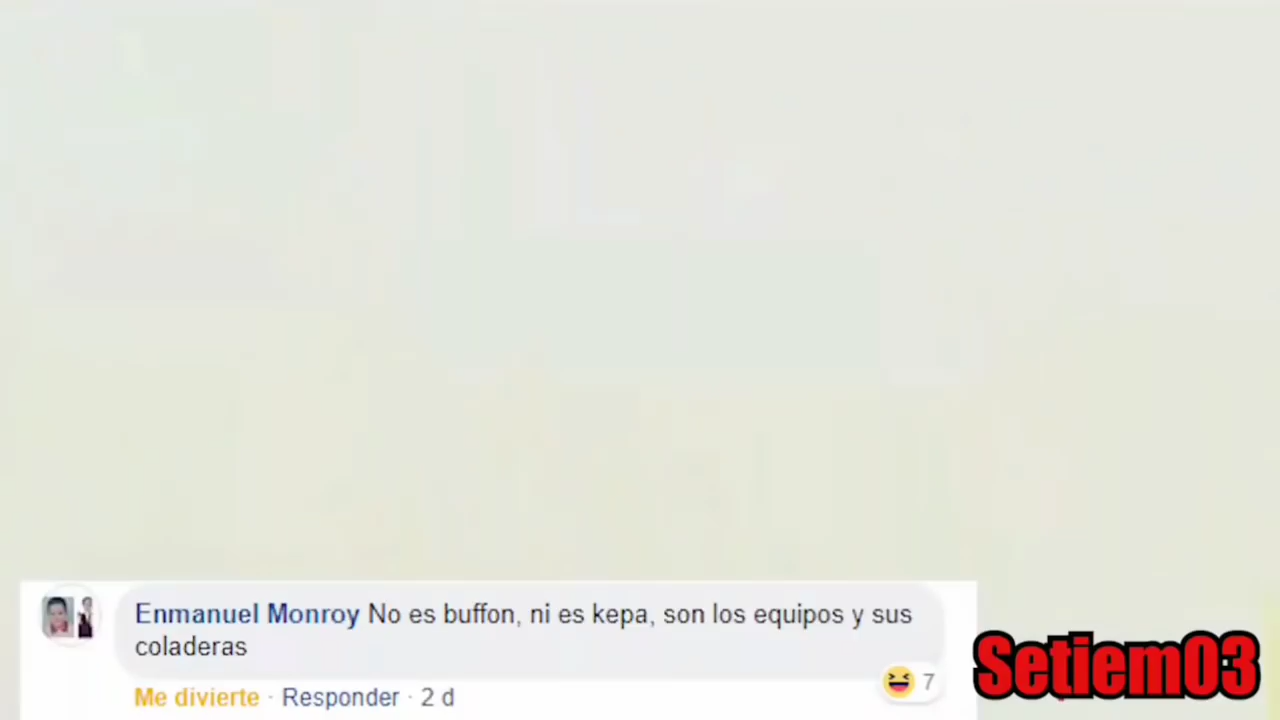 Enmanuel Monroy No es buffon, ni es kepa, son los equipos y sus
coladeras
7
Me divierte · Responder · 2 d
Setiem03